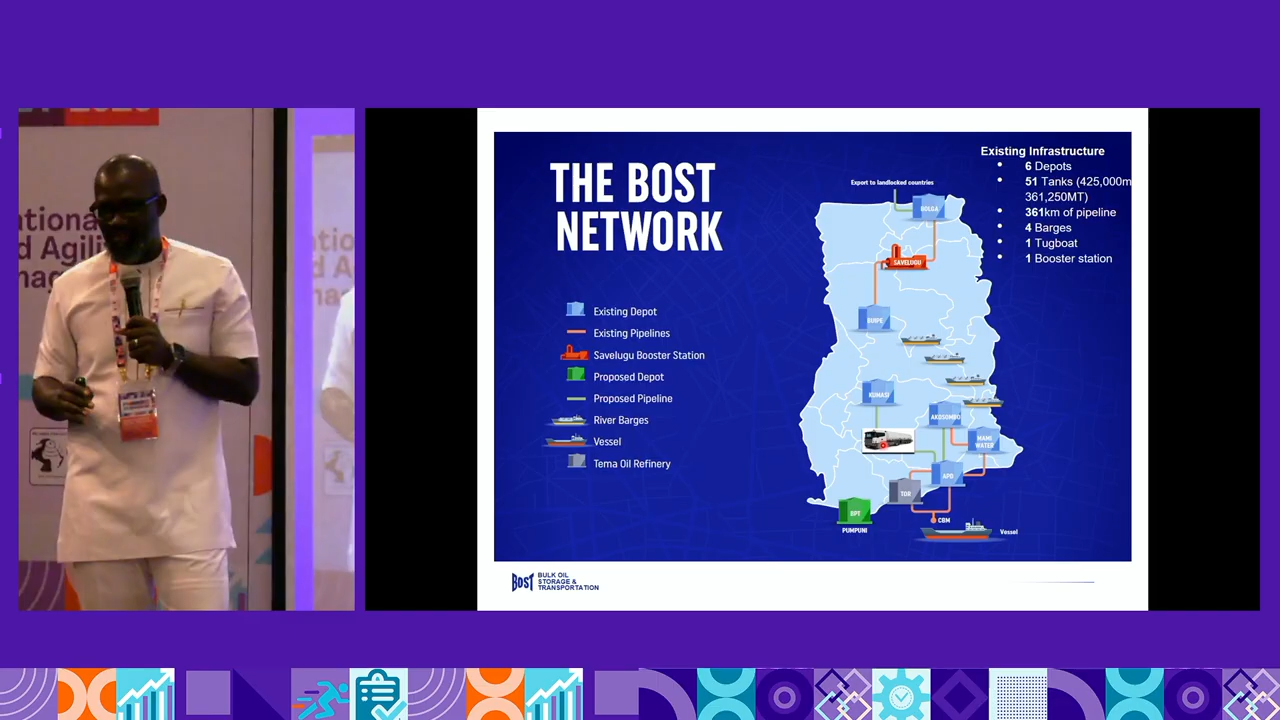 ationa
d Agili
nag
THE BOST
NETWORK
Existing Depot
Existing Pipelines
Savelugu Booster Station
Proposed Depot
Proposed Pipeline
River Barges
Vessel
Tema Oil Refinery
Existing Infrastructure
• 6 Depots
• 51 Tanks (425,000m
361,250MT)
• 361km of pipeline
• 4 Barges
• 1 Tugboat
• 1 Booster station
Export to landlocked countries
BOLGA
SAVELUGU
BUIPE
KUMASI
AKOSOMBO
MAMI
WATER
APD
TOR
BPT
PUMPUNI
CBM
Vessel
BOST
BULK OIL
STORAGE &
TRANSPORTATION